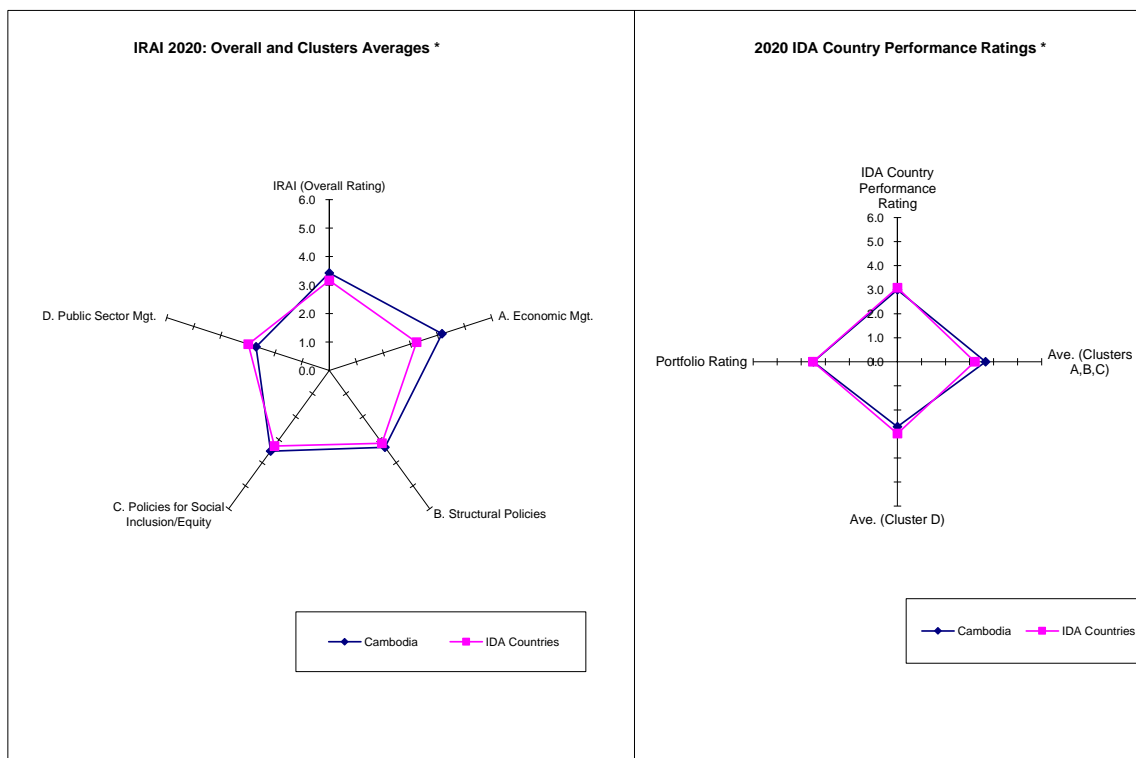 IRAI 2020: Overall and Clusters Averages *
IRAI (Overall Rating)
6.0
5.0
4.0
3.0
2.0
1.0
0.0
A. Economic Mgt.
B. Structural Policies
C. Policies for Social
Inclusion/Equity
D. Public Sector Mgt.
Cambodia
IDA Countries
2020 IDA Country Performance Ratings *
IDA Country
Performance
Rating
6.0
5.0
4.0
3.0
2.0
1.0
0.0
Ave. (Clusters
A,B,C)
Ave. (Cluster D)
Portfolio Rating
Cambodia
IDA Countries